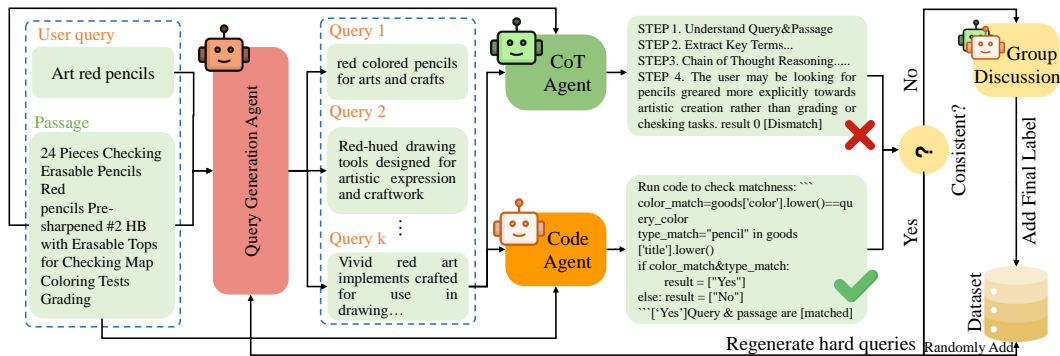 User query
Art red pencils
Passage
24 Pieces Checking
Erasable Pencils
Red
pencils Pre-
sharpened #2 HB
with Erasable Tops
for Checking Map
Coloring Tests
Grading
Query Generation Agent
Query 1
red colored pencils
for arts and crafts
Query 2
Red-hued drawing
tools designed for
artistic expression
and craftwork
⋮
Query k
Vivid red art
implements crafted
for use in
drawing…
CoT
Agent
Code
Agent
STEP 1. Understand Query&Passage
STEP 2. Extract Key Terms...
STEP3. Chain of Thought Reasoning.....
STEP 4. The user may be looking for
pencils greared more explicitly towards
artistic creation rather than grading or
chesking tasks. result 0 [Dismatch]
Run code to check matchness: ```
color_match=goods['color'].lower()==qu
ery_color
type_match="pencil" in goods
['title'].lower()
if color_match&type_match:
result = ["Yes"]
else: result = ["No"]
```['Yes']Query & passage are [matched]
No
?
Consistent?
Yes
Group
Discussion
Add Final Label
Dataset
Regenerate hard queries
Randomly Add